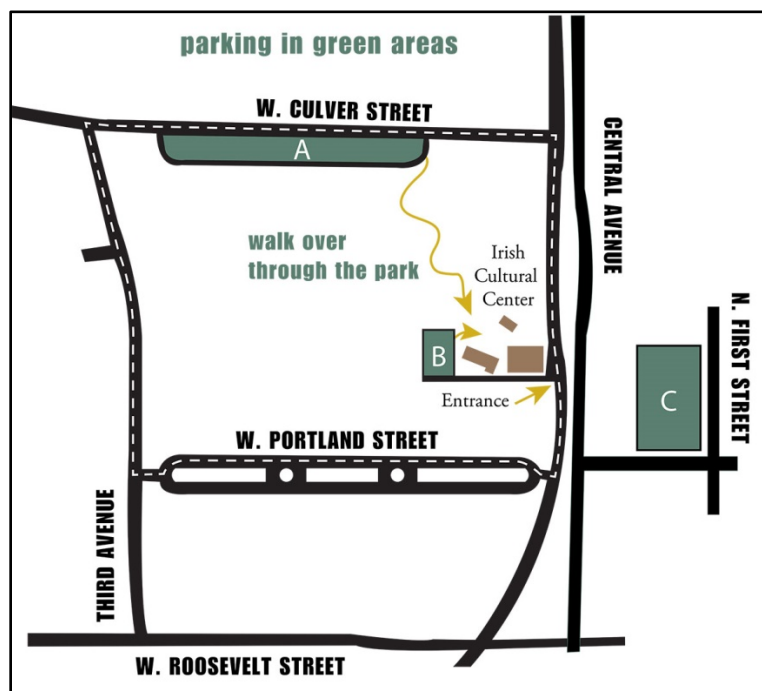 parking in green areas
W. CULVER STREET
A
CENTRAL AVENUE
walk over
through the park
Irish
Cultural
Center
N. FIRST STREET
B
C
Entrance
W. PORTLAND STREET
THIRD AVENUE
W. ROOSEVELT STREET